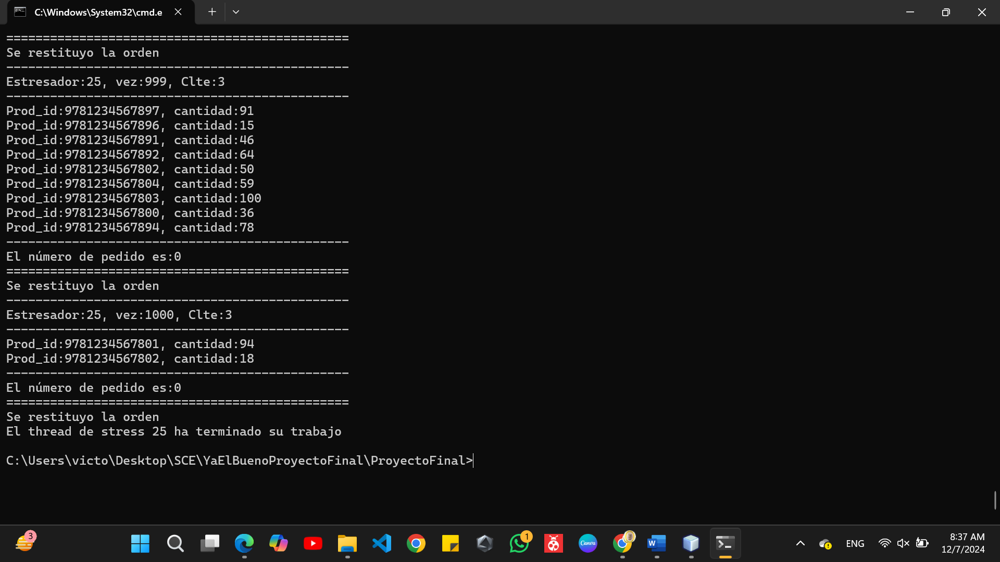 C:\Windows\System32\cmd.e
===============================================
Se restituyo la orden
-----------------------------------------------
Estresador:25, vez:999, Clte:3
-----------------------------------------------
Prod_id:9781234567897, cantidad:91
Prod_id:9781234567896, cantidad:15
Prod_id:9781234567891, cantidad:46
Prod_id:9781234567892, cantidad:64
Prod_id:9781234567802, cantidad:50
Prod_id:9781234567804, cantidad:59
Prod_id:9781234567803, cantidad:100
Prod_id:9781234567800, cantidad:36
Prod_id:9781234567894, cantidad:78
-----------------------------------------------
El número de pedido es:0
===============================================
Se restituyo la orden
-----------------------------------------------
Estresador:25, vez:1000, Clte:3
-----------------------------------------------
Prod_id:9781234567801, cantidad:94
Prod_id:9781234567802, cantidad:18
-----------------------------------------------
El número de pedido es:0
===============================================
Se restituyo la orden
El thread de stress 25 ha terminado su trabajo
C:\Users\victo\Desktop\SCE\YaElBuenoProyectoFinal\ProyectoFinal>
3
1
Canva
W
ENG
8:37 AM
12/7/2024